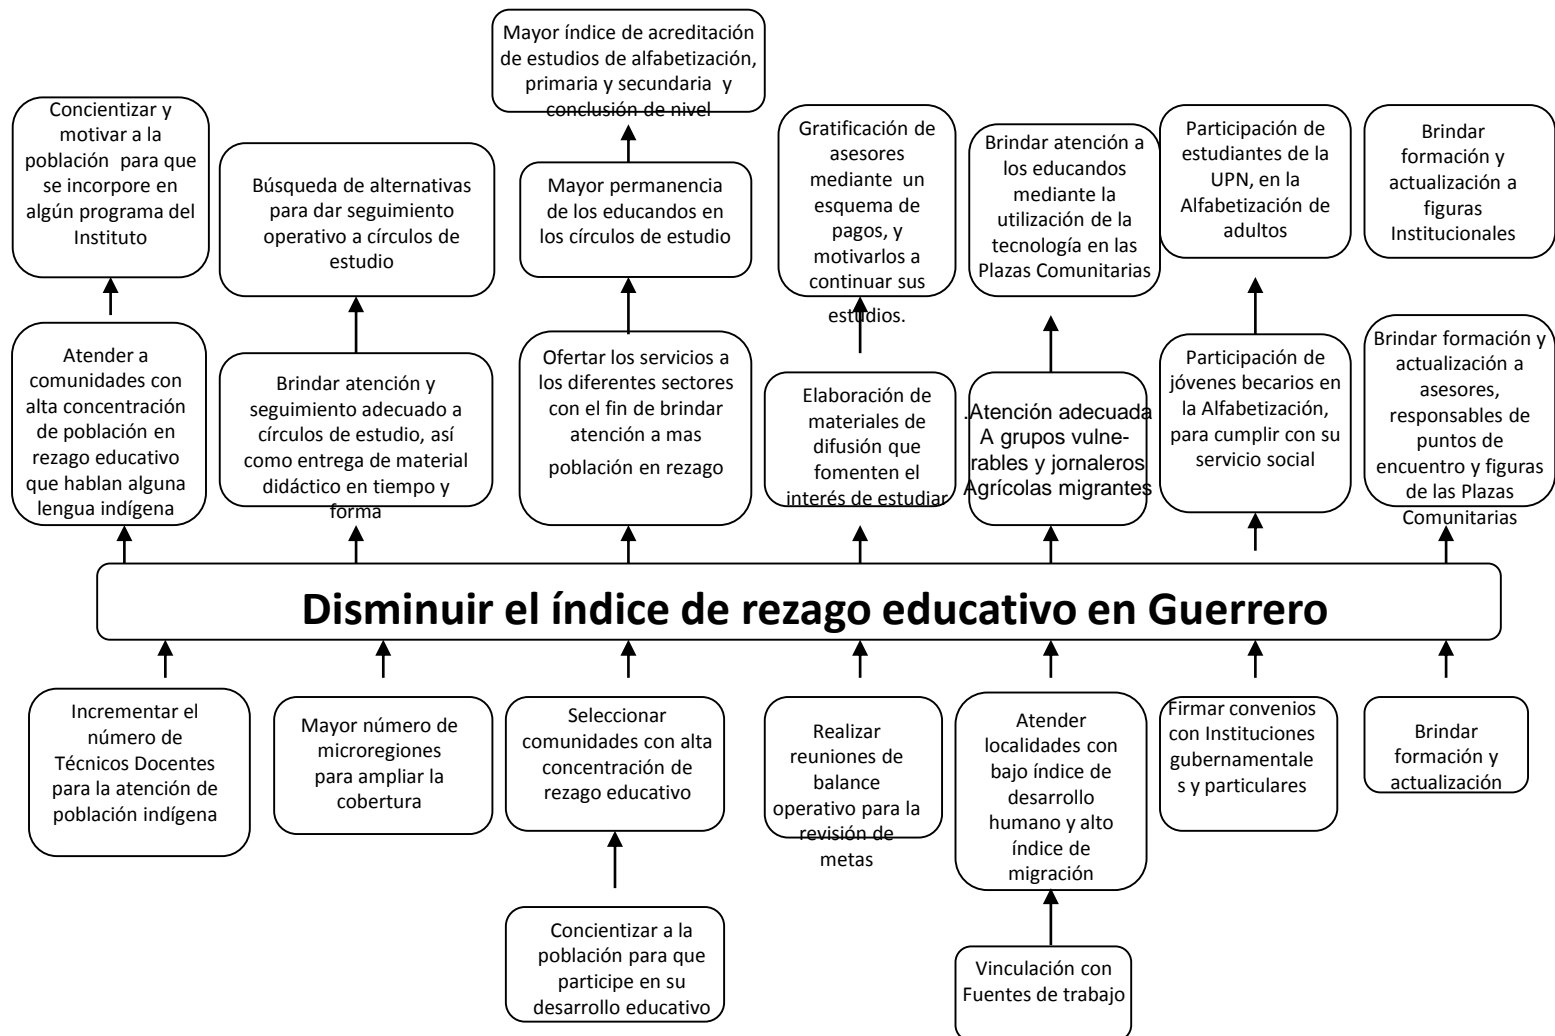 Mayor índice de acreditación
de estudios de alfabetización,
primaria y secundaria y
conclusión de nivel
Concientizar y
motivar a la
población para que
se incorpore en
algún programa del
Instituto
Búsqueda de alternativas
para dar seguimiento
operativo a círculos de
estudio
Mayor permanencia
de los educandos en
los círculos de estudio
Gratificación de
asesores
mediante un
esquema de
pagos, y
motivarlos a
continuar sus
estudios.
Brindar atención a
los educandos
mediante la
utilización de la
tecnología en las
Plazas Comunitarias
Participación de
estudiantes de la
UPN, en la
Alfabetización de
adultos
Brindar
formación y
actualización a
figuras
Institucionales
Atender a
comunidades con
alta concentración
de población en
rezago educativo
que hablan alguna
lengua indígena
Brindar atención y
seguimiento adecuado a
círculos de estudio, así
como entrega de material
didáctico en tiempo y
forma
Ofertar los servicios a
los diferentes sectores
con el fin de brindar
atención a mas
población en rezago
Elaboración de
materiales de
difusión que
fomenten el
interés de estudiar
.Atención adecuada
A grupos vulne-
rables y jornaleros
Agrícolas migrantes
Participación de
jóvenes becarios en
la Alfabetización,
para cumplir con su
servicio social
Brindar formación y
actualización a
asesores,
responsables de
puntos de
encuentro y figuras
de las Plazas
Comunitarias
Disminuir el índice de rezago educativo en Guerrero
Incrementar el
número de
Técnicos Docentes
para la atención de
población indígena
Mayor número de
microregiones
para ampliar la
cobertura
Seleccionar
comunidades con alta
concentración de
rezago educativo
Realizar
reuniones de
balance
operativo para la
revisión de
metas
Atender
localidades con
bajo índice de
desarrollo
humano y alto
índice de
migración
Firmar convenios
con Instituciones
gubernamentale
s y particulares
Brindar
formación y
actualización
Concientizar a la
población para que
participe en su
desarrollo educativo
Vinculación con
Fuentes de trabajo